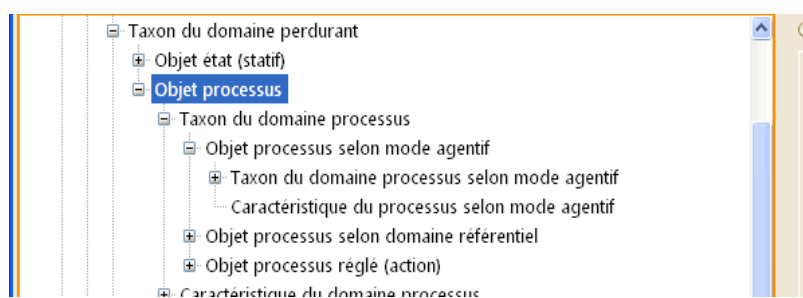 Taxon du domaine perdurant
Objet état (statif)
Objet processus
Taxon du domaine processus
Objet processus selon mode agentif
Taxon du domaine processus selon mode agentif
Caractéristique du processus selon mode agentif
Objet processus selon domaine référentiel
Objet processus réglé (action)
Caractéristique du domaine processus